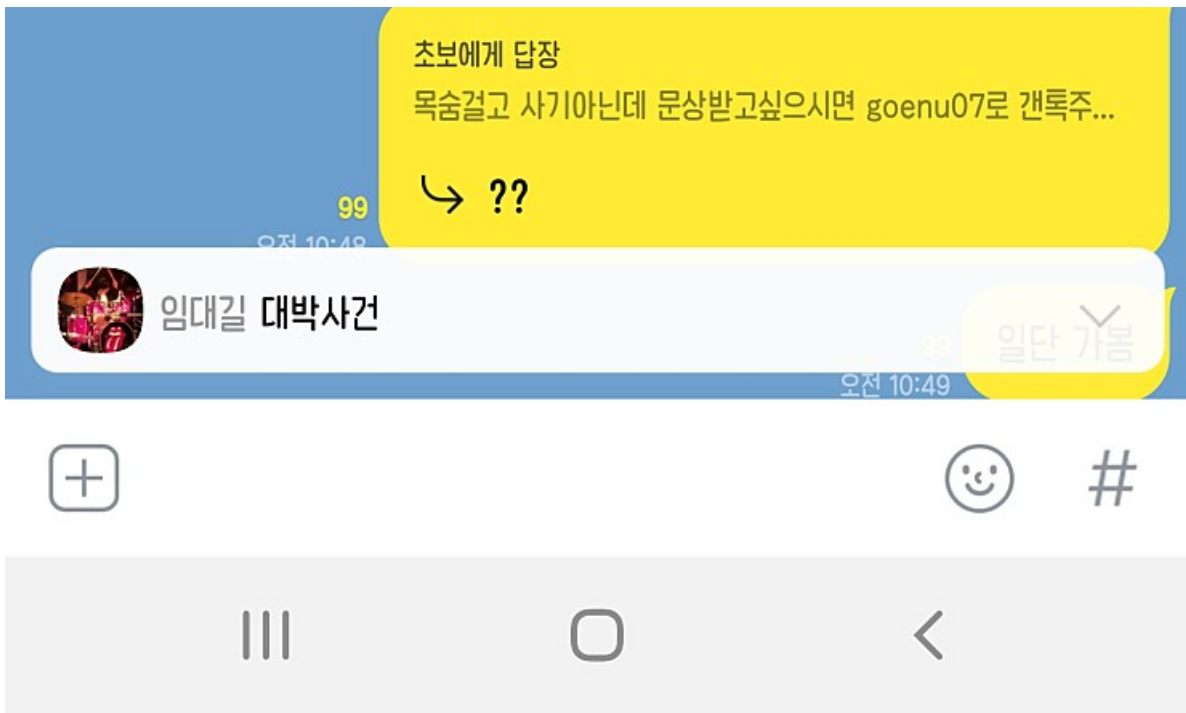 초보에게 답장
목숨걸고 사기아닌데 문상받고싶으시면 goenu07로 갠톡주...
??
99
오전 10:48
임대길 대박사건
99
일단 가봄
오전 10:49
#